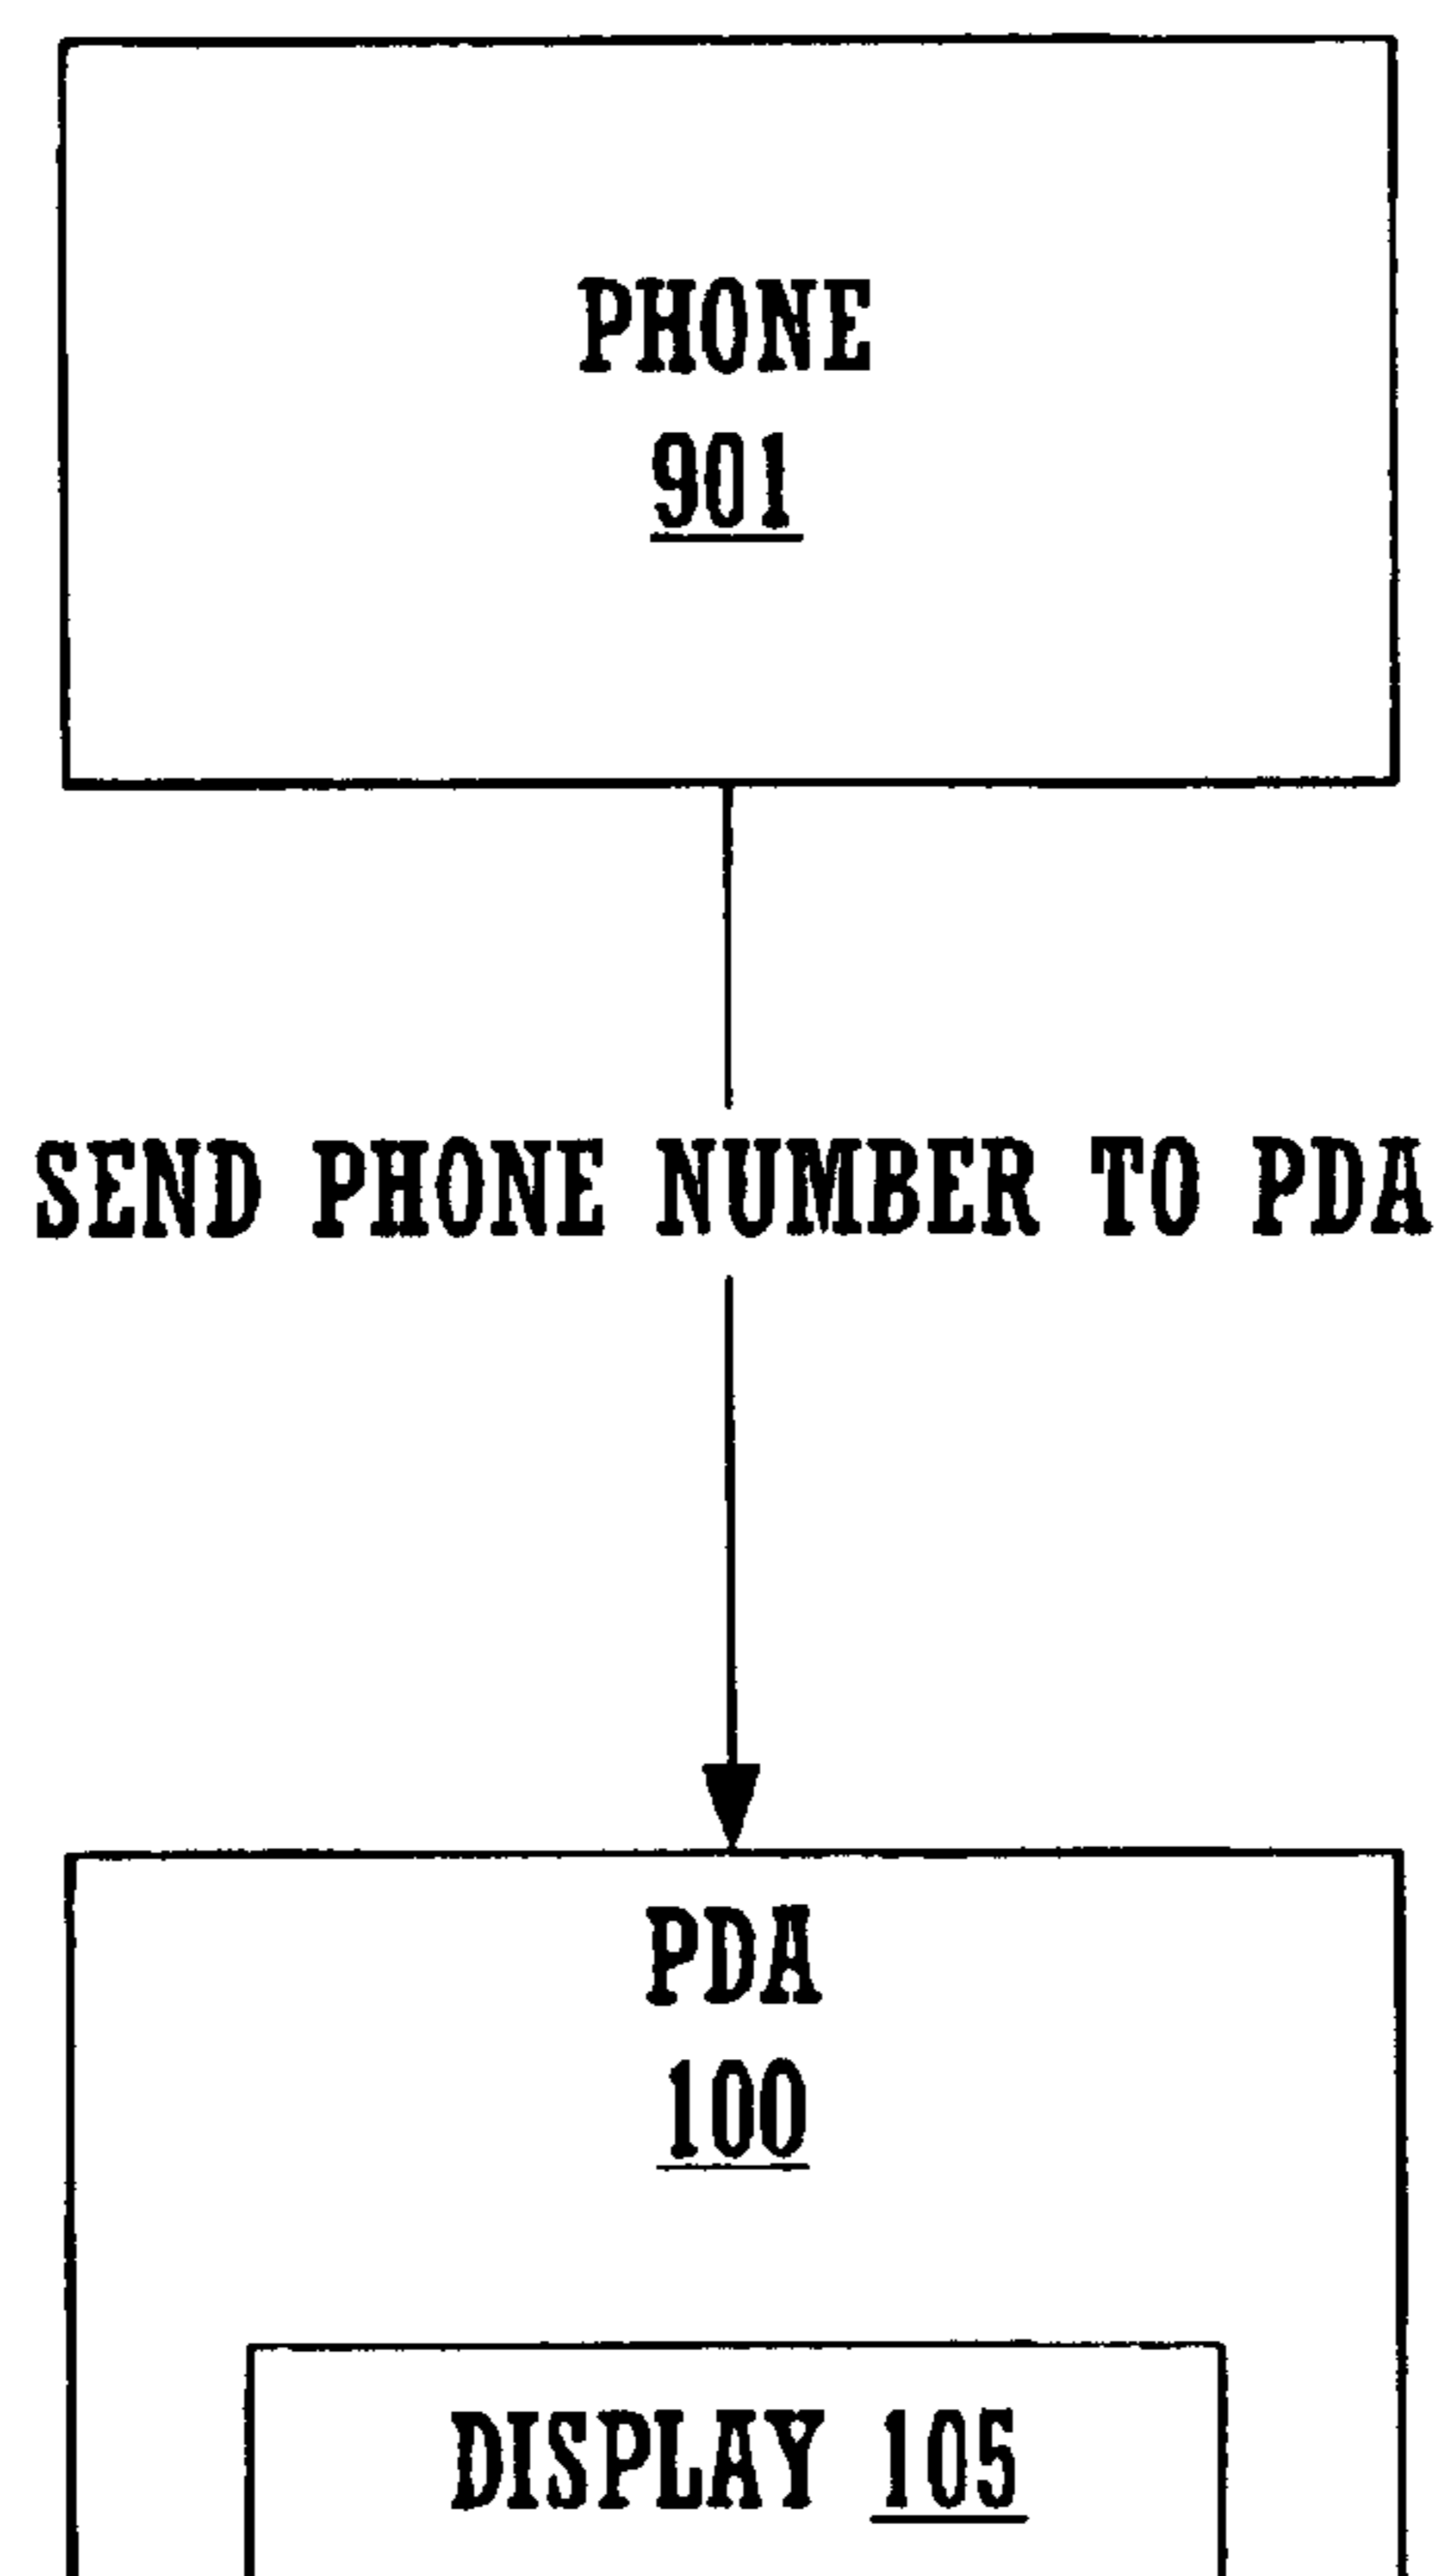 PHONE
901
SEND PHONE NUMBER TO PDA
PDA
100
DISPLAY 105